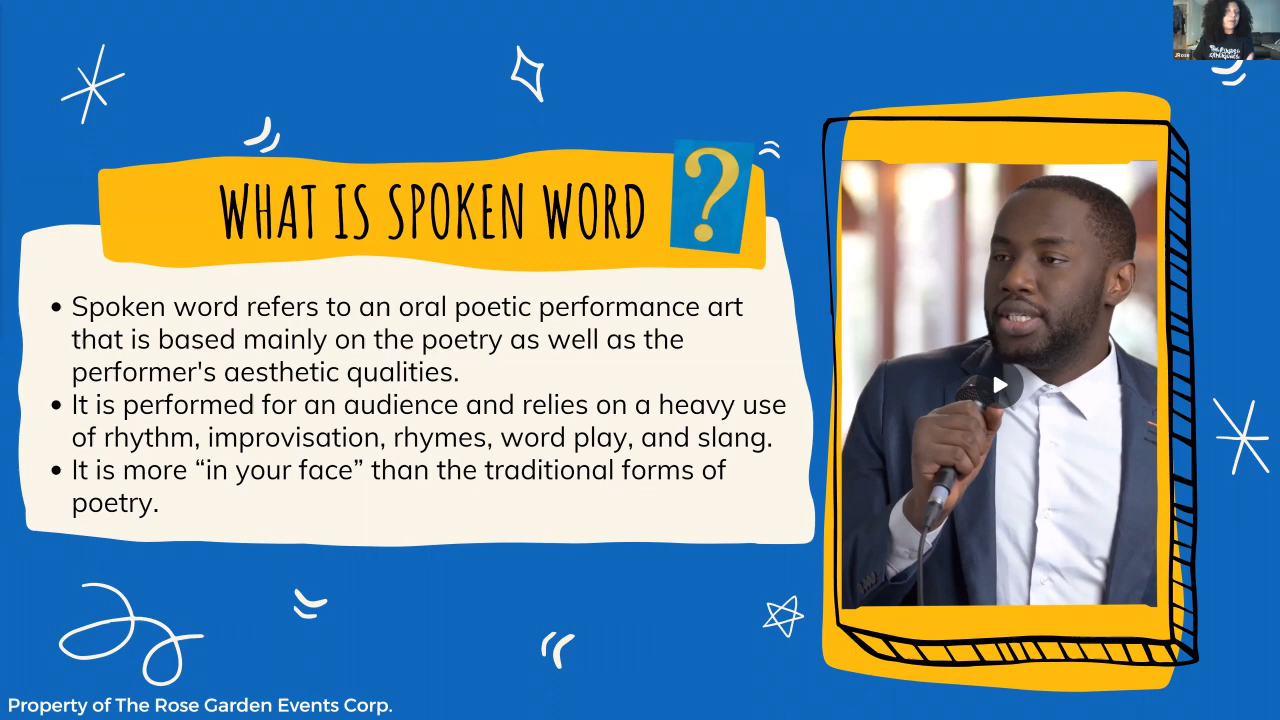 WHAT IS SPOKEN WORD ?
• Spoken word refers to an oral poetic performance art
that is based mainly on the poetry as well as the
performer's aesthetic qualities.
• It is performed for an audience and relies on a heavy use
of rhythm, improvisation, rhymes, word play, and slang.
• It is more “in your face” than the traditional forms of
poetry.
Property of The Rose Garden Events Corp.
JRose